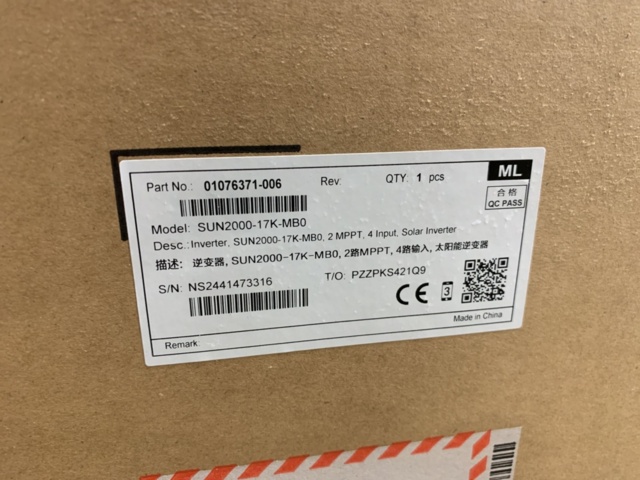 ML
Part No.: 01076371-006 Rev: QTY: 1 pcs
合格
QC PASS
Model: SUN2000-17K-MB0
Desc.: Inverter, SUN2000-17K-MB0, 2 MPPT, 4 Input, Solar Inverter
描述: 逆变器, SUN2000-17K-MB0, 2路MPPT, 4路输入, 太阳能逆变器
S/N: NS2441473316 T/O: PZZPKS421Q9
CE 3
Made in China
Remark: